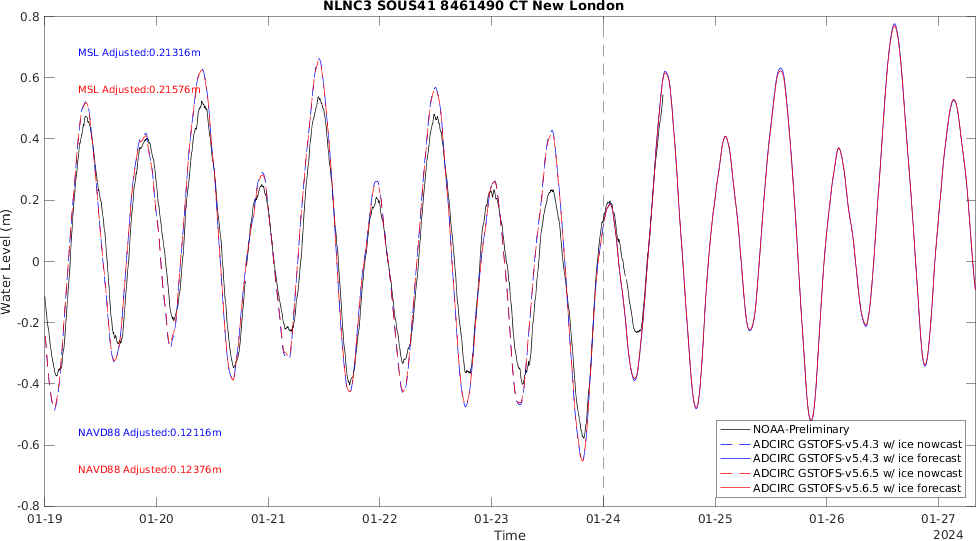 NLNC3 SOUS41 8461490 CT New London
0.8
0.6
0.4
0.2
0
-0.2
-0.4
-0.6
-0.8
Water Level (m)
MSL Adjusted:0.21316m
MSL Adjusted:0.21576m
NAVD88 Adjusted:0.12116m
NAVD88 Adjusted:0.12376m
NOAA-Preliminary
ADCIRC GSTOFS-v5.4.3 w/ ice nowcast
ADCIRC GSTOFS-v5.4.3 w/ ice forecast
ADCIRC GSTOFS-v5.6.5 w/ ice nowcast
ADCIRC GSTOFS-v5.6.5 w/ ice forecast
01-19 01-20 01-21 01-22 01-23 01-24 01-25 01-26 01-27
Time
2024